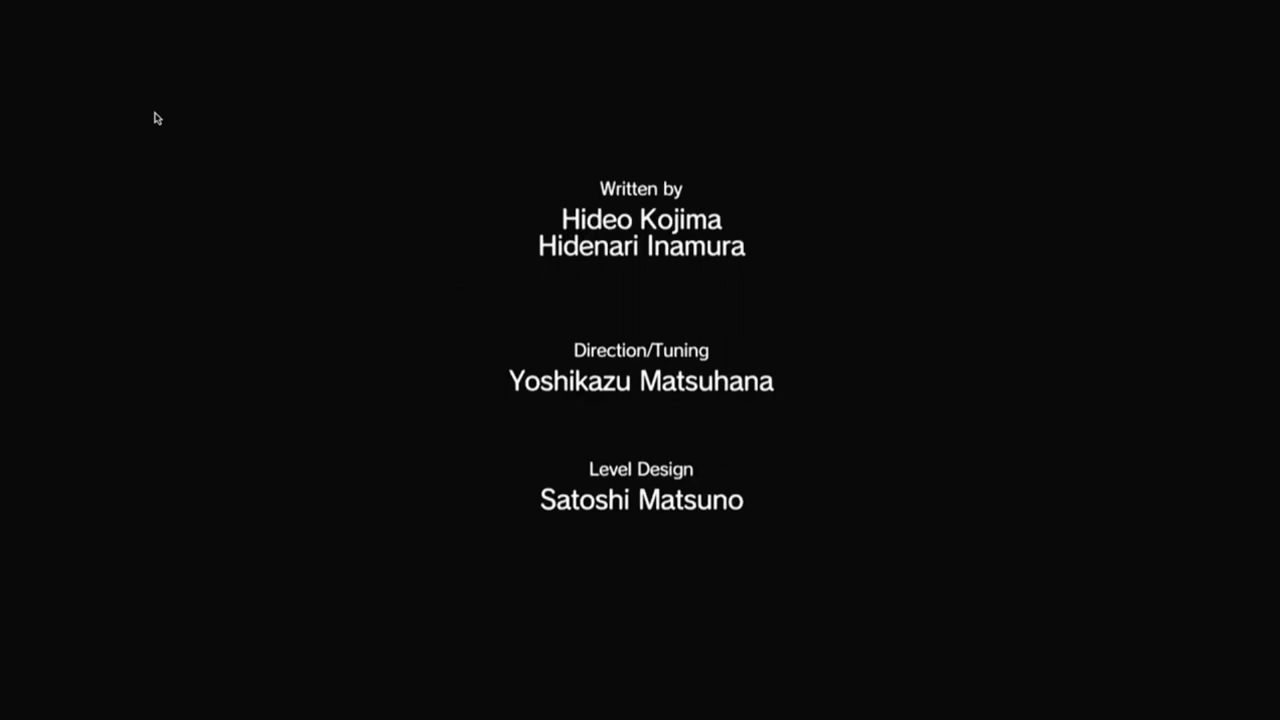 Written by
Hideo Kojima
Hidenari Inamura
Direction/Tuning
Yoshikazu Matsuhana
Level Design
Satoshi Matsuno